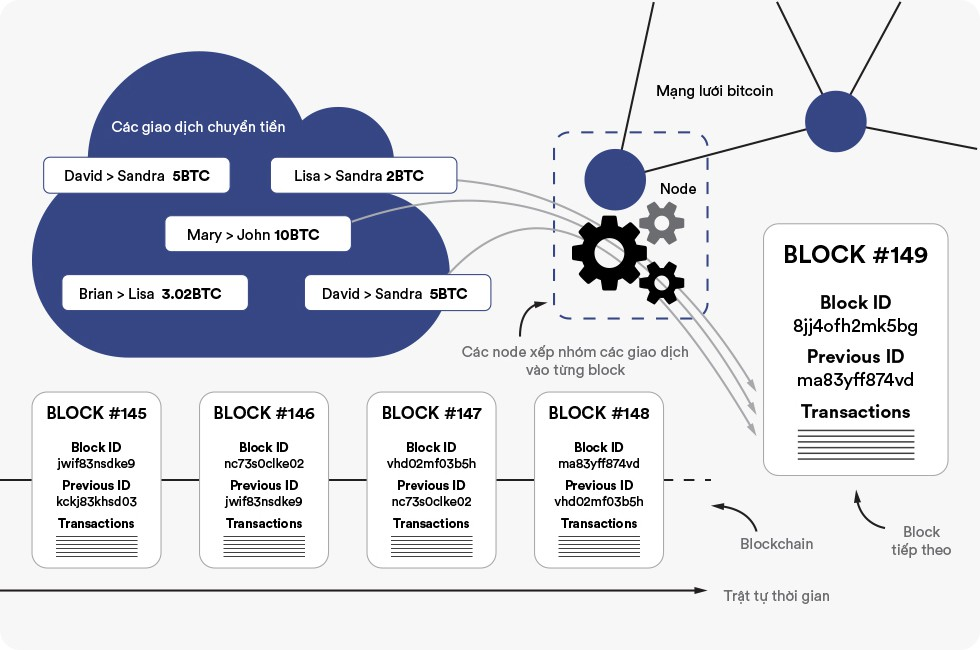 Mạng lưới bitcoin
Các giao dịch chuyển tiền
David > Sandra 5BTC
Lisa > Sandra 2BTC
Node
Mary > John 10BTC
Brian > Lisa 3.02BTC
David > Sandra 5BTC
Các node xếp nhóm các giao dịch
vào từng block
BLOCK #149
Block ID
8jj4ofh2mk5bg
Previous ID
ma83yff874vd
Transactions
BLOCK #145
Block ID
jwif83nsdke9
Previous ID
kckj83khsd03
Transactions
BLOCK #146
Block ID
nc73s0clke02
Previous ID
jwif83nsdke9
Transactions
BLOCK #147
Block ID
vhd02mf03b5h
Previous ID
nc73s0clke02
Transactions
BLOCK #148
Block ID
ma83yff874vd
Previous ID
vhd02mf03b5h
Transactions
Blockchain
Block
tiếp theo
Trật tự thời gian